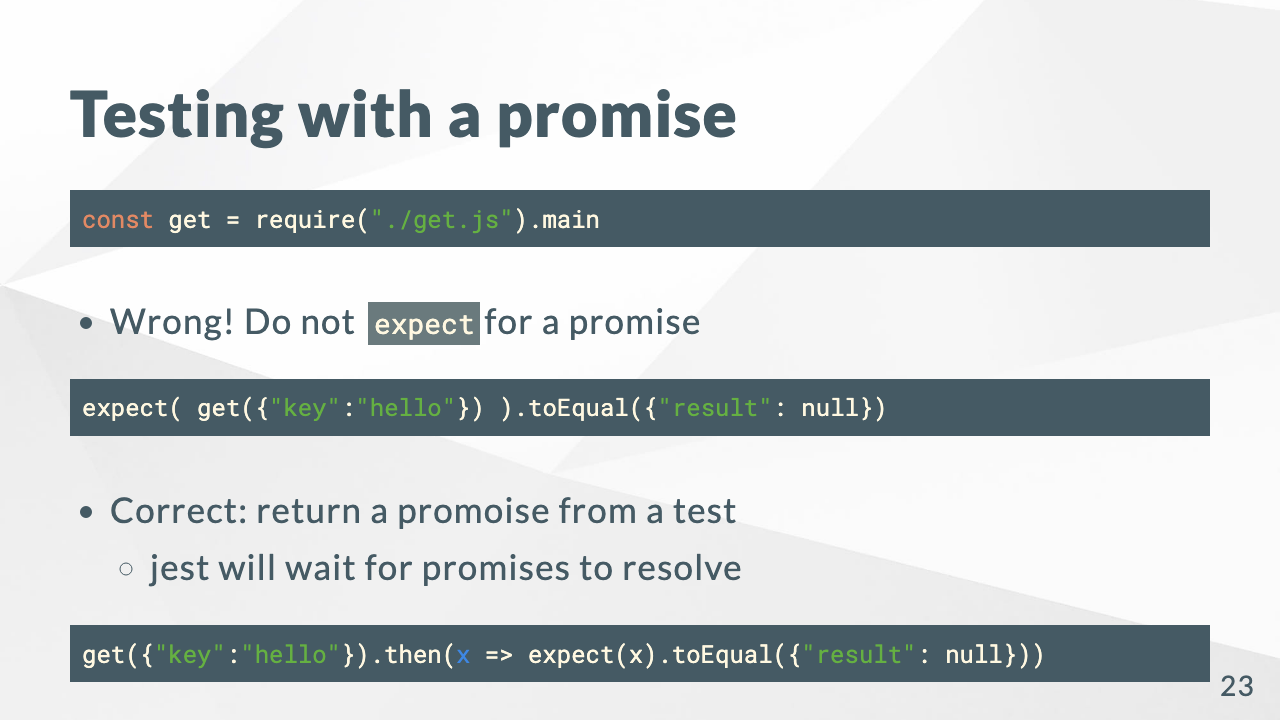 Testing with a promise
const get = require("./get.js").main
Wrong! Do not expect for a promise
expect( get({"key":"hello"}) ).toEqual({"result": null})
Correct: return a promoise from a test
jest will wait for promises to resolve
get({"key":"hello"}).then(x => expect(x).toEqual({"result": null}))
23